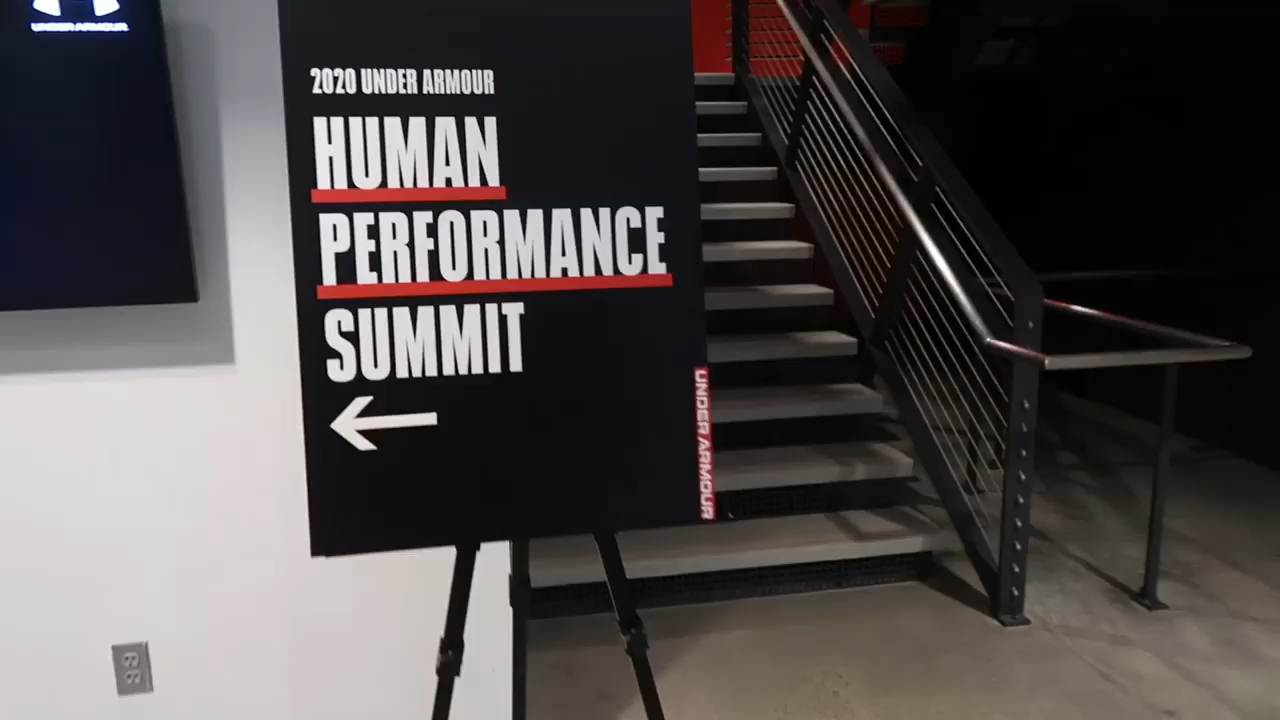 UNDER ARMOUR
2020 UNDER ARMOUR
HUMAN
PERFORMANCE
SUMMIT
UNDER ARMOUR